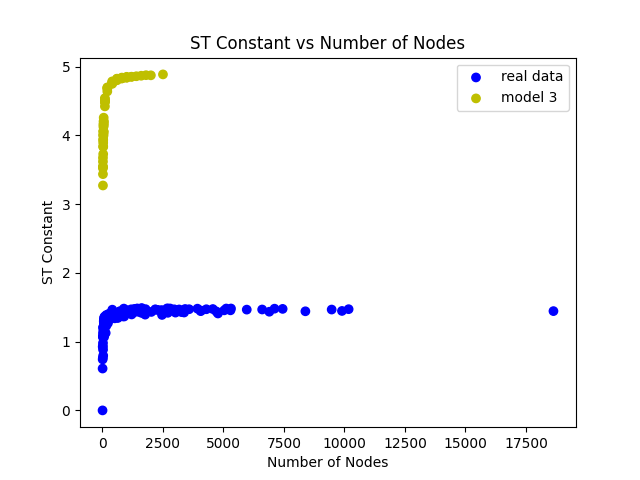 ST Constant vs Number of Nodes
real data
model 3
ST Constant
5
4
3
2
1
0
0 2500 5000 7500 10000 12500 15000 17500
Number of Nodes